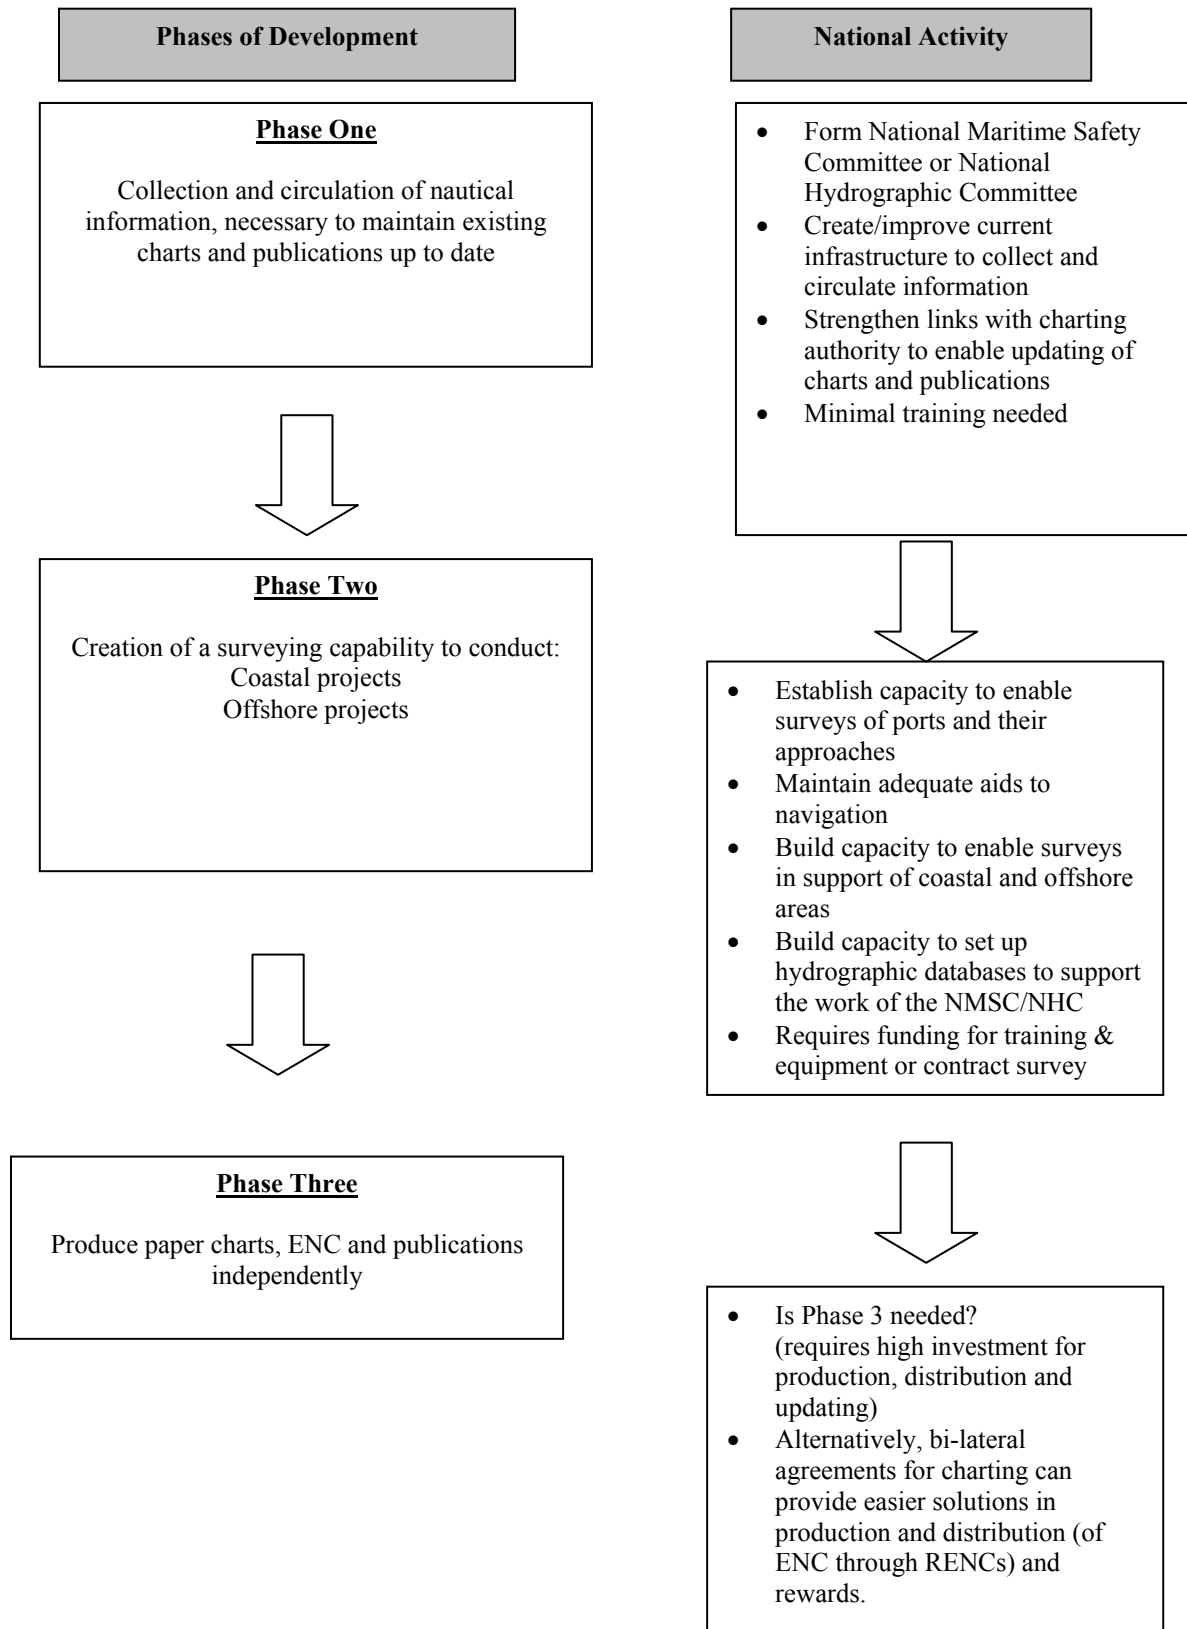 Phases of Development
National Activity
Phase One
Collection and circulation of nautical
information, necessary to maintain existing
charts and publications up to date
• Form National Maritime Safety
Committee or National
Hydrographic Committee
• Create/improve current
infrastructure to collect and
circulate information
• Strengthen links with charting
authority to enable updating of
charts and publications
• Minimal training needed
Phase Two
Creation of a surveying capability to conduct:
Coastal projects
Offshore projects
• Establish capacity to enable
surveys of ports and their
approaches
• Maintain adequate aids to
navigation
• Build capacity to enable surveys
in support of coastal and offshore
areas
• Build capacity to set up
hydrographic databases to support
the work of the NMSC/NHC
• Requires funding for training &
equipment or contract survey
Phase Three
Produce paper charts, ENC and publications
independently
• Is Phase 3 needed?
(requires high investment for
production, distribution and
updating)
• Alternatively, bi-lateral
agreements for charting can
provide easier solutions in
production and distribution (of
ENC through RENCs) and
rewards.